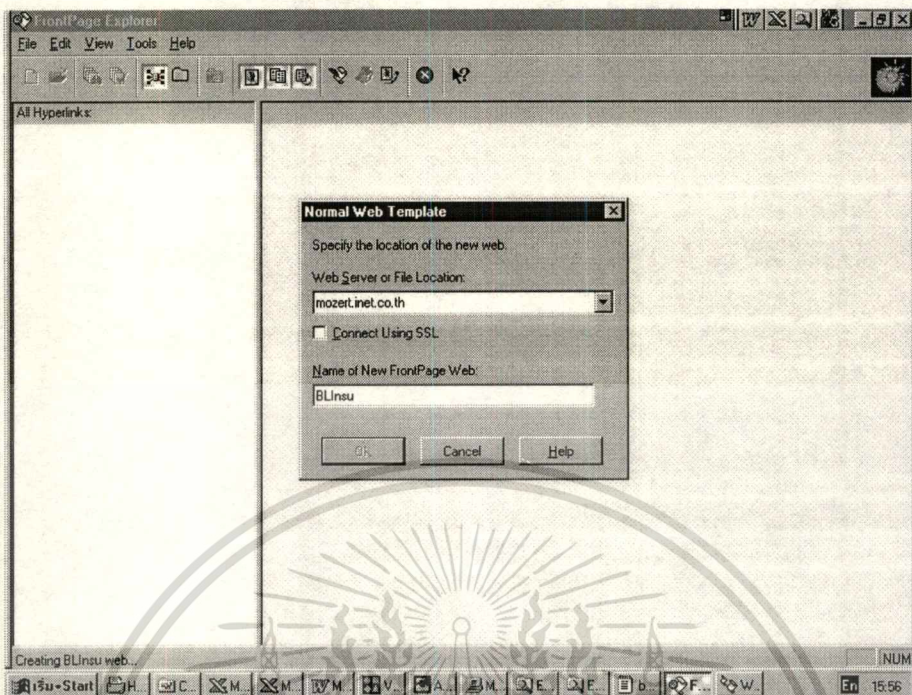 FrontPage Explorer
File Edit View Tools Help
All Hyperlinks:
Normal Web Template
Specify the location of the new web.
Web Server or File Location:
mozert.inet.co.th
Connect Using SSL
Name of New FrontPage Web:
BLInsu
OK Cancel Help
Creating BLInsu web...
NUM
เริ่ม-Start H... C... M... M... M... V... A... M... E... F... b... F... W... En 15:56